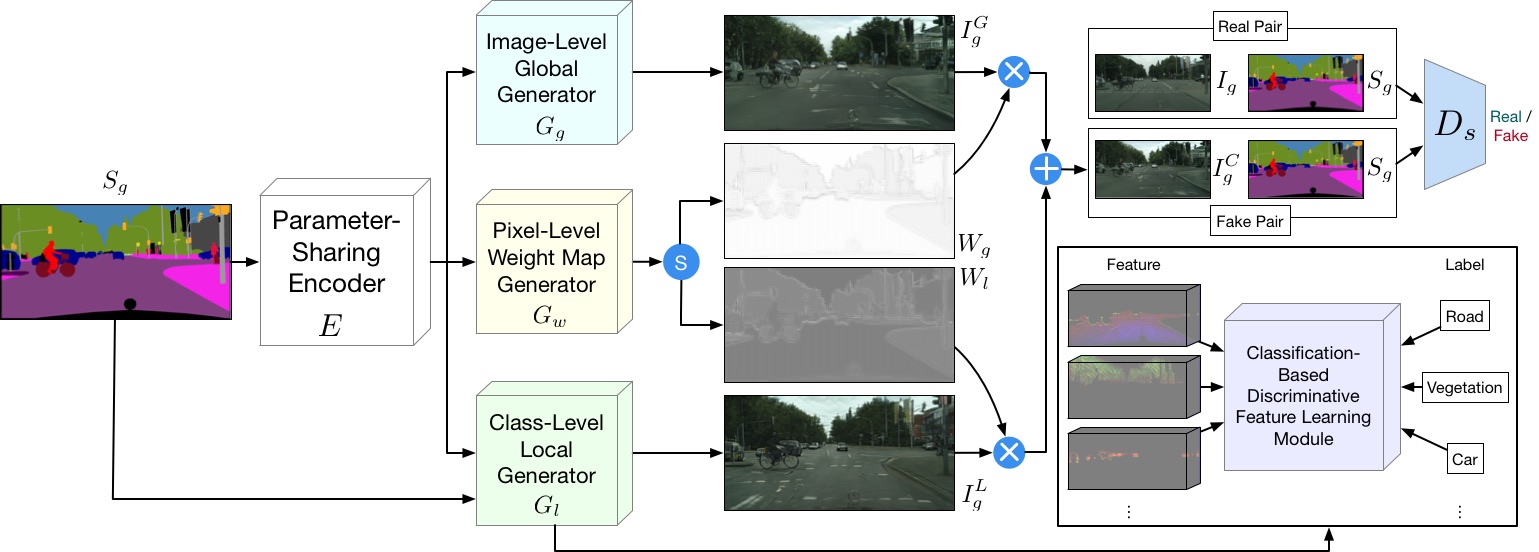 S_g
Parameter-
Sharing
Encoder
E
Image-Level
Global
Generator
G_g
Pixel-Level
Weight Map
Generator
G_w
Class-Level
Local
Generator
G_l
S
I_g^G
W_g
W_l
I_g^L
Real Pair
I_g
S_g
I_g^C
S_g
Fake Pair
D_s
Real /
Fake
Feature
Label
Classification-
Based
Discriminative
Feature Learning
Module
Road
Vegetation
Car
⋮
⋮